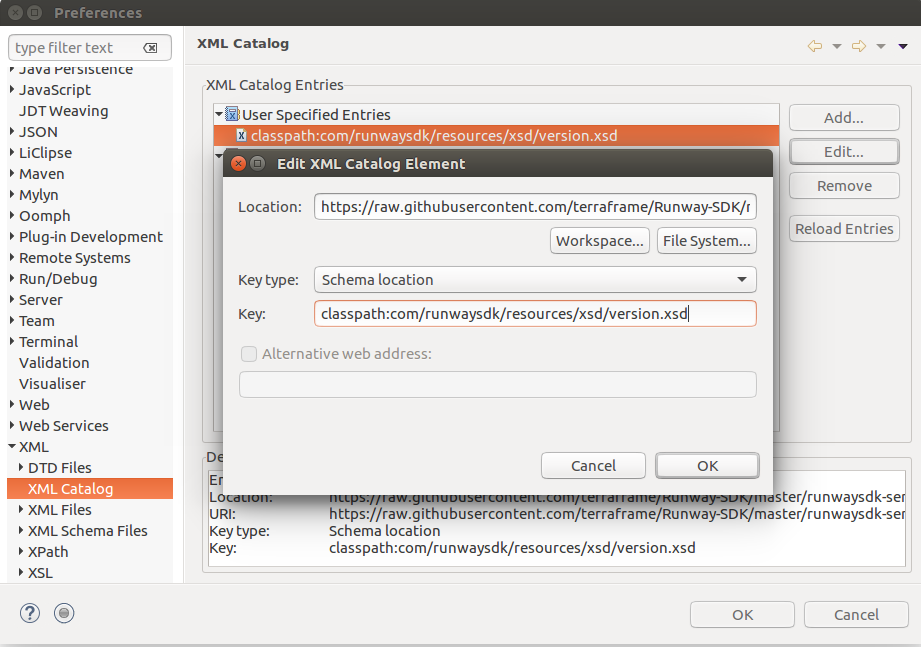 Preferences
type filter text
Java Persistence
JavaScript
JDT Weaving
JSON
LiClipse
Maven
Mylyn
Oomph
Plug-in Development
Remote Systems
Run/Debug
Server
Team
Terminal
Validation
Visualiser
Web
Web Services
XML
DTD Files
XML Catalog
XML Files
XML Schema Files
XPath
XSL
XML Catalog
XML Catalog Entries
User Specified Entries
classpath:com/runwaysdk/resources/xsd/version.xsd
Add...
Edit...
Remove
Reload Entries
Edit XML Catalog Element
Location: https://raw.githubusercontent.com/terraframe/Runway-SDK/
Workspace... File System...
Key type: Schema location
Key: classpath:com/runwaysdk/resources/xsd/version.xsd
Alternative web address:
Cancel OK
Location: https://raw.githubusercontent.com/terraframe/Runway-SDK/master/runwaysdk-ser
URI: https://raw.githubusercontent.com/terraframe/Runway-SDK/master/runwaysdk-ser
Key type: Schema location
Key: classpath:com/runwaysdk/resources/xsd/version.xsd
OK Cancel